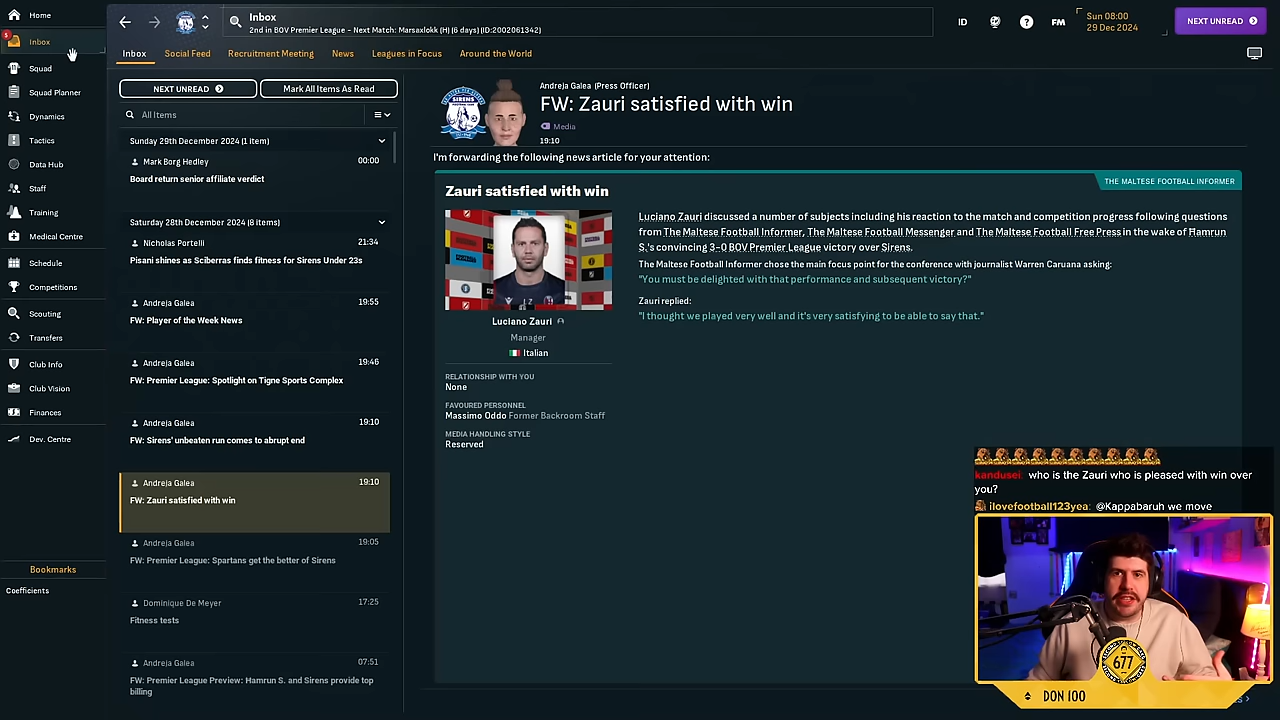 Home
Inbox
5
Squad
Squad Planner
Dynamics
Tactics
Data Hub
Staff
Training
Medical Centre
Schedule
Competitions
Scouting
Transfers
Club Info
Club Vision
Finances
Dev. Centre
Bookmarks
Coefficients
Inbox
2nd in BOV Premier League - Next Match: Marsaxlokk (H) (6 days) (ID:2002061342)
ID
FM
Sun 08:00
29 Dec 2024
NEXT UNREAD
Inbox
Social Feed
Recruitment Meeting
News
Leagues in Focus
Around the World
NEXT UNREAD
Mark All Items As Read
All Items
Sunday 29th December 2024 (1 item)
Mark Borg Hedley
00:00
Board return senior affiliate verdict
Saturday 28th December 2024 (8 items)
Nicholas Portelli
21:34
Pisani shines as Sciberras finds fitness for Sirens Under 23s
Andreja Galea
19:55
FW: Player of the Week News
Andreja Galea
19:46
FW: Premier League: Spotlight on Tigne Sports Complex
Andreja Galea
19:10
FW: Sirens' unbeaten run comes to abrupt end
Andreja Galea
19:10
FW: Zauri satisfied with win
Andreja Galea
19:05
FW: Premier League: Spartans get the better of Sirens
Dominique De Meyer
17:25
Fitness tests
Andreja Galea
07:51
FW: Premier League Preview: Hamrun S. and Sirens provide top
billing
SIRENS
Andreja Galea (Press Officer)
FW: Zauri satisfied with win
Media
19:10
I'm forwarding the following news article for your attention:
Zauri satisfied with win
THE MALTESE FOOTBALL INFORMER
Luciano Zauri
Manager
Italian
RELATIONSHIP WITH YOU
None
FAVOURED PERSONNEL
Massimo Oddo Former Backroom Staff
MEDIA HANDLING STYLE
Reserved
Luciano Zauri discussed a number of subjects including his reaction to the match and competition progress following questions
from The Maltese Football Informer, The Maltese Football Messenger and The Maltese Football Free Press in the wake of Hamrun
S.'s convincing 3-0 BOV Premier League victory over Sirens.
The Maltese Football Informer chose the main focus point for the conference with journalist Warren Caruana asking:
"You must be delighted with that performance and subsequent victory?"
Zauri replied:
"I thought we played very well and it's very satisfying to be able to say that."
kandusei: who is the Zauri who is pleased with win over
you?
ilovefootball123yea: @Kappabaruh we move
677
DON 100